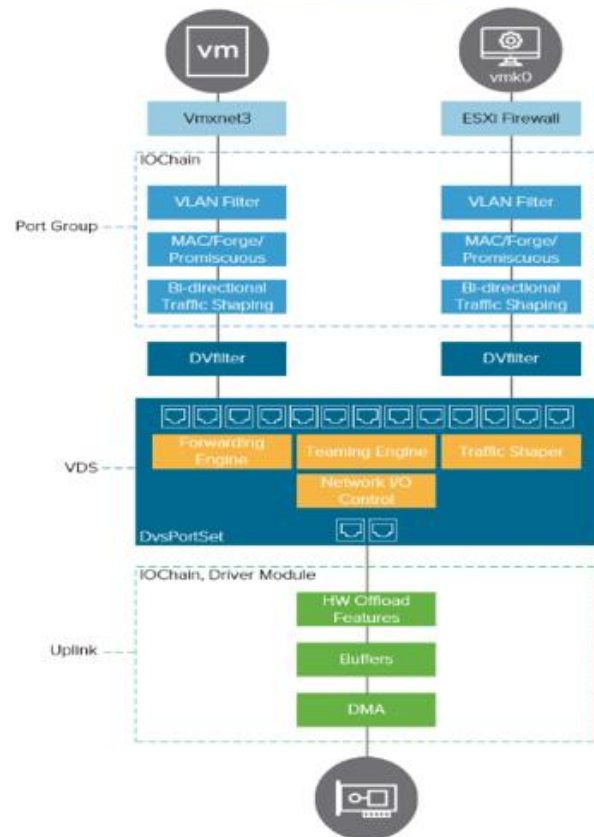 vm
vmk0
Vmxnet3
ESXI Firewall
IOChain
VLAN Filter
VLAN Filter
Port Group
MAC/Forge/
Promiscuous
MAC/Forge/
Promiscuous
Bi-directional
Traffic Shaping
Bi-directional
Traffic Shaping
DVfilter
DVfilter
Forwarding
Engine
Teaming Engine
Traffic Shaper
VDS
Network I/O
Control
DvsPortSet
IOChain, Driver Module
HW Offload
Features
Uplink
Buffers
DMA